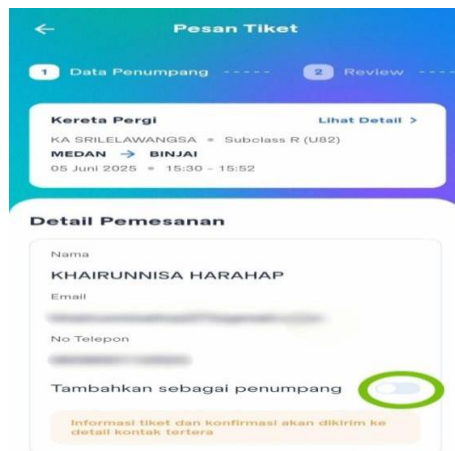 Pesan Tiket
1 Data Penumpang 2 Review
Kereta Pergi Lihat Detail >
KA SRILELAWANGSA • Subclass R (U82)
MEDAN → BINJAI
05 Juni 2025 • 15:30 - 15:52
Detail Pemesanan
Nama
KHAIRUNNISA HARAHAP
Email
No Telepon
Tambahkan sebagai penumpang
Informasi tiket dan konfirmasi akan dikirim ke
detail kontak tertera